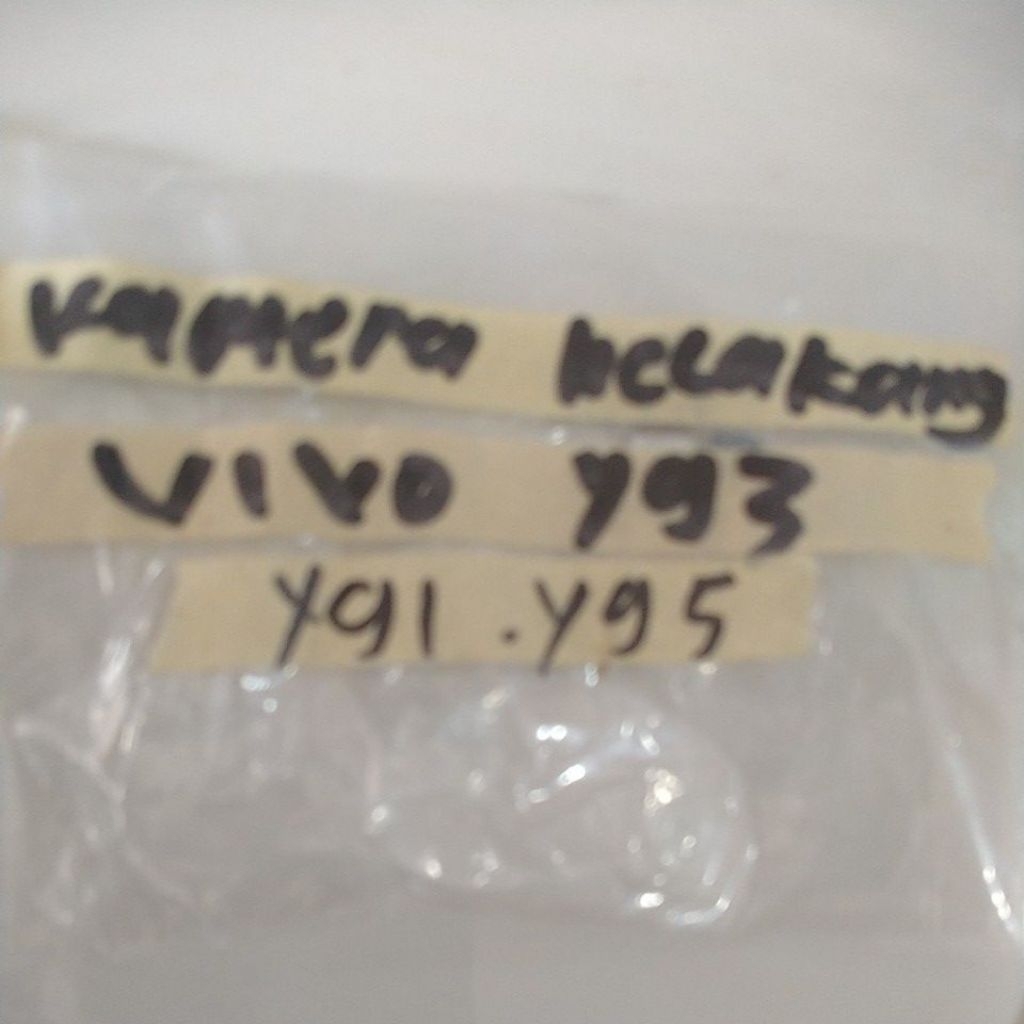 kamera belakang
VIVO Y93
Y91 . Y95